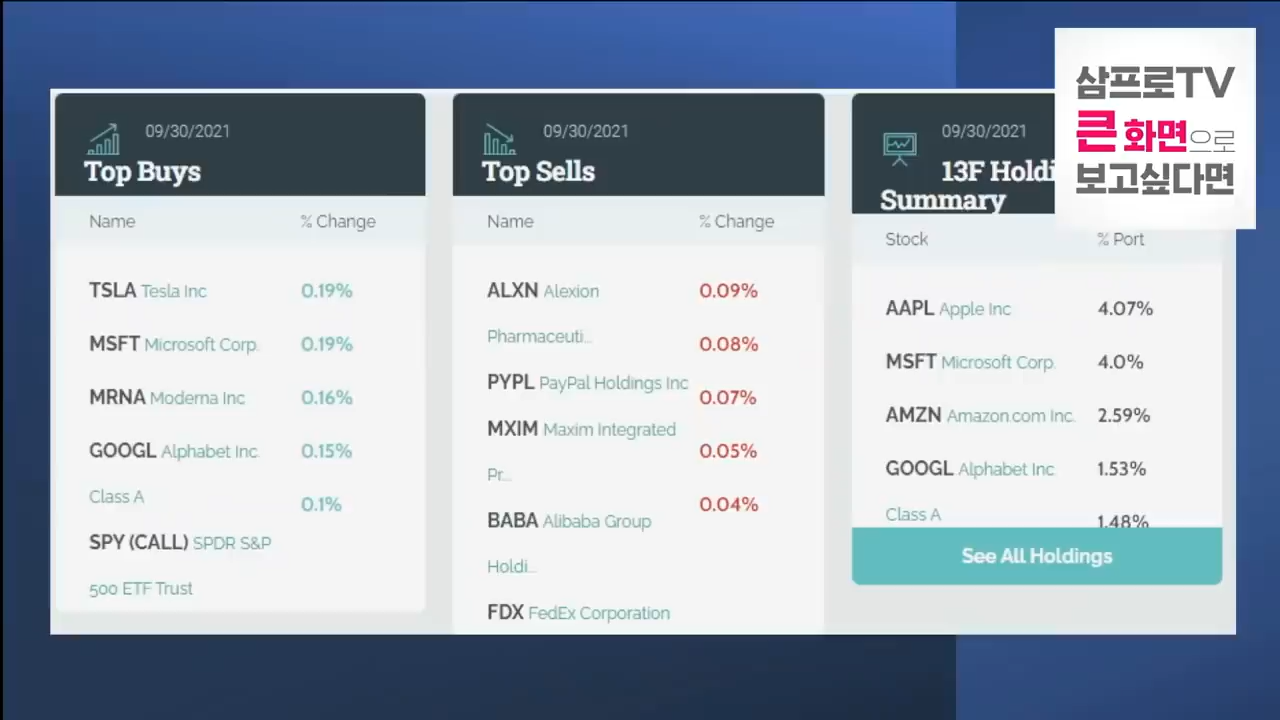 09/30/2021
Top Buys
Name % Change
TSLA Tesla Inc 0.19%
MSFT Microsoft Corp. 0.19%
MRNA Moderna Inc 0.16%
GOOGL Alphabet Inc. 0.15%
Class A
0.1%
SPY (CALL) SPDR S&P
500 ETF Trust
09/30/2021
Top Sells
Name % Change
ALXN Alexion 0.09%
Pharmaceuti...
0.08%
PYPL PayPal Holdings Inc
0.07%
MXIM Maxim Integrated
0.05%
Pr...
0.04%
BABA Alibaba Group
Holdi...
FDX FedEx Corporation
09/30/2021
13F Holdi
Summary
Stock % Port
AAPL Apple Inc 4.07%
MSFT Microsoft Corp. 4.0%
AMZN Amazon.com Inc. 2.59%
GOOGL Alphabet Inc. 1.53%
Class A
1.48%
See All Holdings
삼프로TV
큰 화면으로
보고싶다면